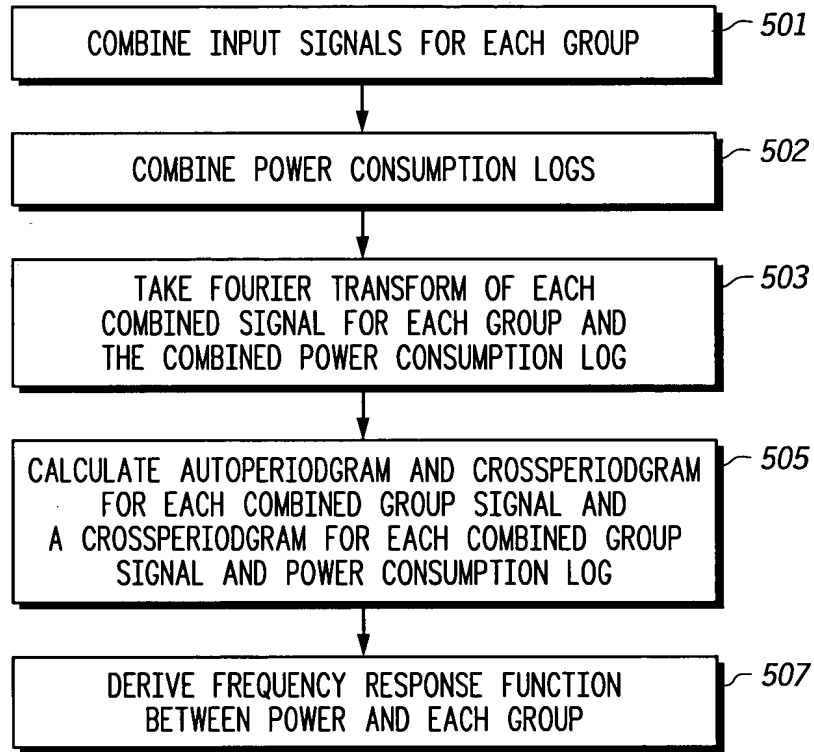 COMBINE INPUT SIGNALS FOR EACH GROUP
501
COMBINE POWER CONSUMPTION LOGS
502
TAKE FOURIER TRANSFORM OF EACH
COMBINED SIGNAL FOR EACH GROUP AND
THE COMBINED POWER CONSUMPTION LOG
503
CALCULATE AUTOPERIODGRAM AND CROSSPERIODGRAM
FOR EACH COMBINED GROUP SIGNAL AND
A CROSSPERIODGRAM FOR EACH COMBINED GROUP
SIGNAL AND POWER CONSUMPTION LOG
505
DERIVE FREQUENCY RESPONSE FUNCTION
BETWEEN POWER AND EACH GROUP
507